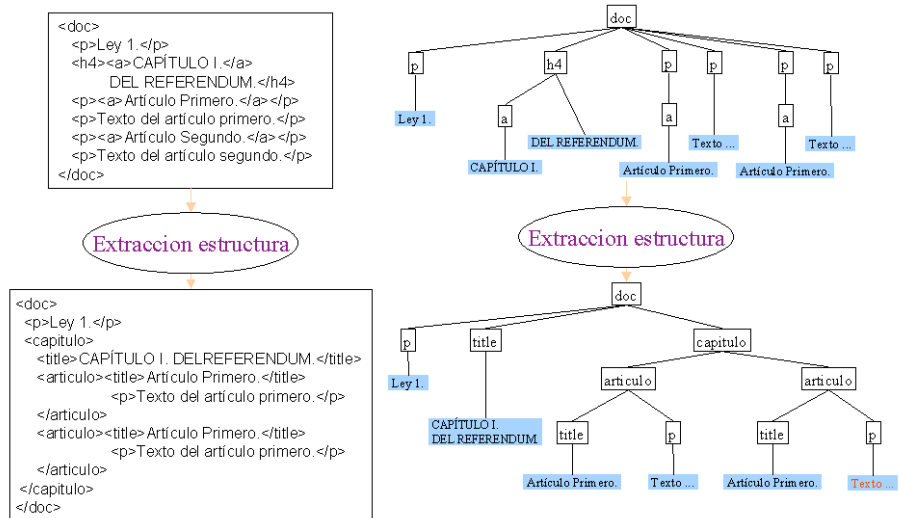 <doc>
<p>Ley 1.</p>
<h4><a>CAPÍTULO I.</a>
DEL REFERENDUM.</h4>
<p><a>Artículo Primero.</a></p>
<p>Texto del artículo primero.</p>
<p><a>Artículo Segundo.</a></p>
<p>Texto del artículo segundo.</p>
</doc>
Extraccion estructura
<doc>
<p>Ley 1.</p>
<capitulo>
<title>CAPÍTULO I. DELREFERENDUM.</title>
<articulo><title>Artículo Primero.</title>
<p>Texto del artículo primero.</p>
</articulo>
<articulo><title>Artículo Primero.</title>
<p>Texto del artículo primero.</p>
</articulo>
</capitulo>
</doc>
doc
p h4 p p p p
Ley 1. a DEL REFERENDUM. a Texto ... a Texto ...
CAPÍTULO I. Artículo Primero. Artículo Primero.
Extraccion estructura
doc
p title capitulo
Ley 1. articulo articulo
CAPÍTULO I.
DEL REFERENDUM
title p title p
Artículo Primero. Texto ... Artículo Primero. Texto ...